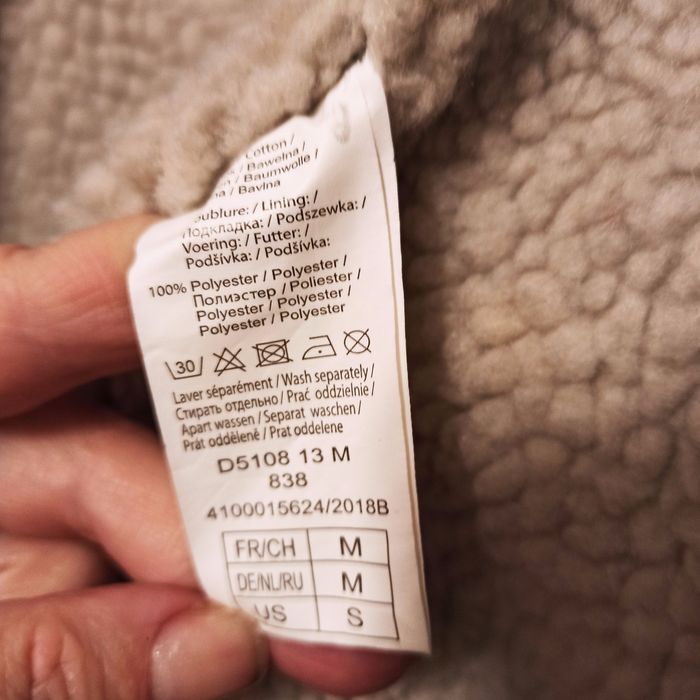 Cotton /
/ Bawełna /
/ Baumwolle /
/ Bavlna
oublure: / Lining: /
Подкладка: / Podszewka: /
Voering: / Futter: /
Podšívka: / Podšívka:
100% Polyester / Polyester /
Полиэстер / Poliester /
Polyester / Polyester /
Polyester / Polyester
30
Laver séparément / Wash separately /
Стирать отдельно / Prać oddzielnie /
Apart wassen / Separat waschen /
Prát odděleně / Prat oddelene
D5108 13 M
838
4100015624/2018B
FR/CH M
DE/NL/RU M
US S